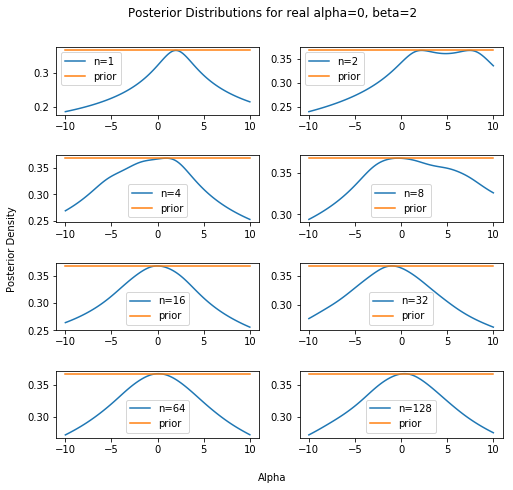 Posterior Distributions for real alpha=0, beta=2
0.3
0.2
n=1
prior
−10 −5 0 5 10
0.35
0.30
0.25
n=2
prior
−10 −5 0 5 10
0.35
0.30
0.25
n=4
prior
−10 −5 0 5 10
0.35
0.30
n=8
prior
−10 −5 0 5 10
Posterior Density
0.35
0.30
0.25
n=16
prior
−10 −5 0 5 10
0.35
0.30
n=32
prior
−10 −5 0 5 10
0.35
0.30
n=64
prior
−10 −5 0 5 10
0.35
0.30
n=128
prior
−10 −5 0 5 10
Alpha